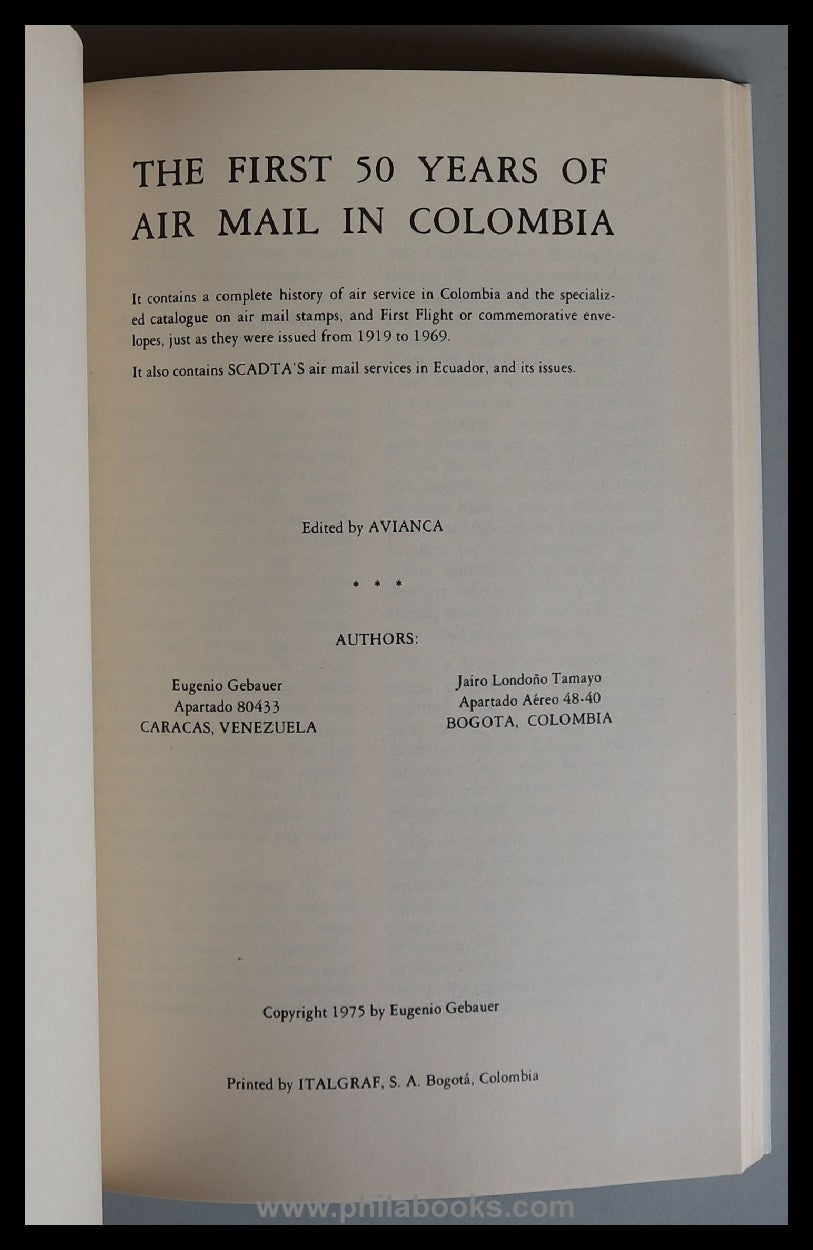 THE FIRST 50 YEARS OF
AIR MAIL IN COLOMBIA
It contains a complete history of air service in Colombia and the specializ-
ed catalogue on air mail stamps, and First Flight or commemorative enve-
lopes, just as they were issued from 1919 to 1969.
It also contains SCADTA'S air mail services in Ecuador, and its issues.
Edited by AVIANCA
* * *
AUTHORS:
Eugenio Gebauer
Apartado 80433
CARACAS, VENEZUELA
Jairo Londoño Tamayo
Apartado Aéreo 48-40
BOGOTA, COLOMBIA
Copyright 1975 by Eugenio Gebauer
Printed by ITALGRAF, S. A. Bogotá, Colombia
www.philabooks.com